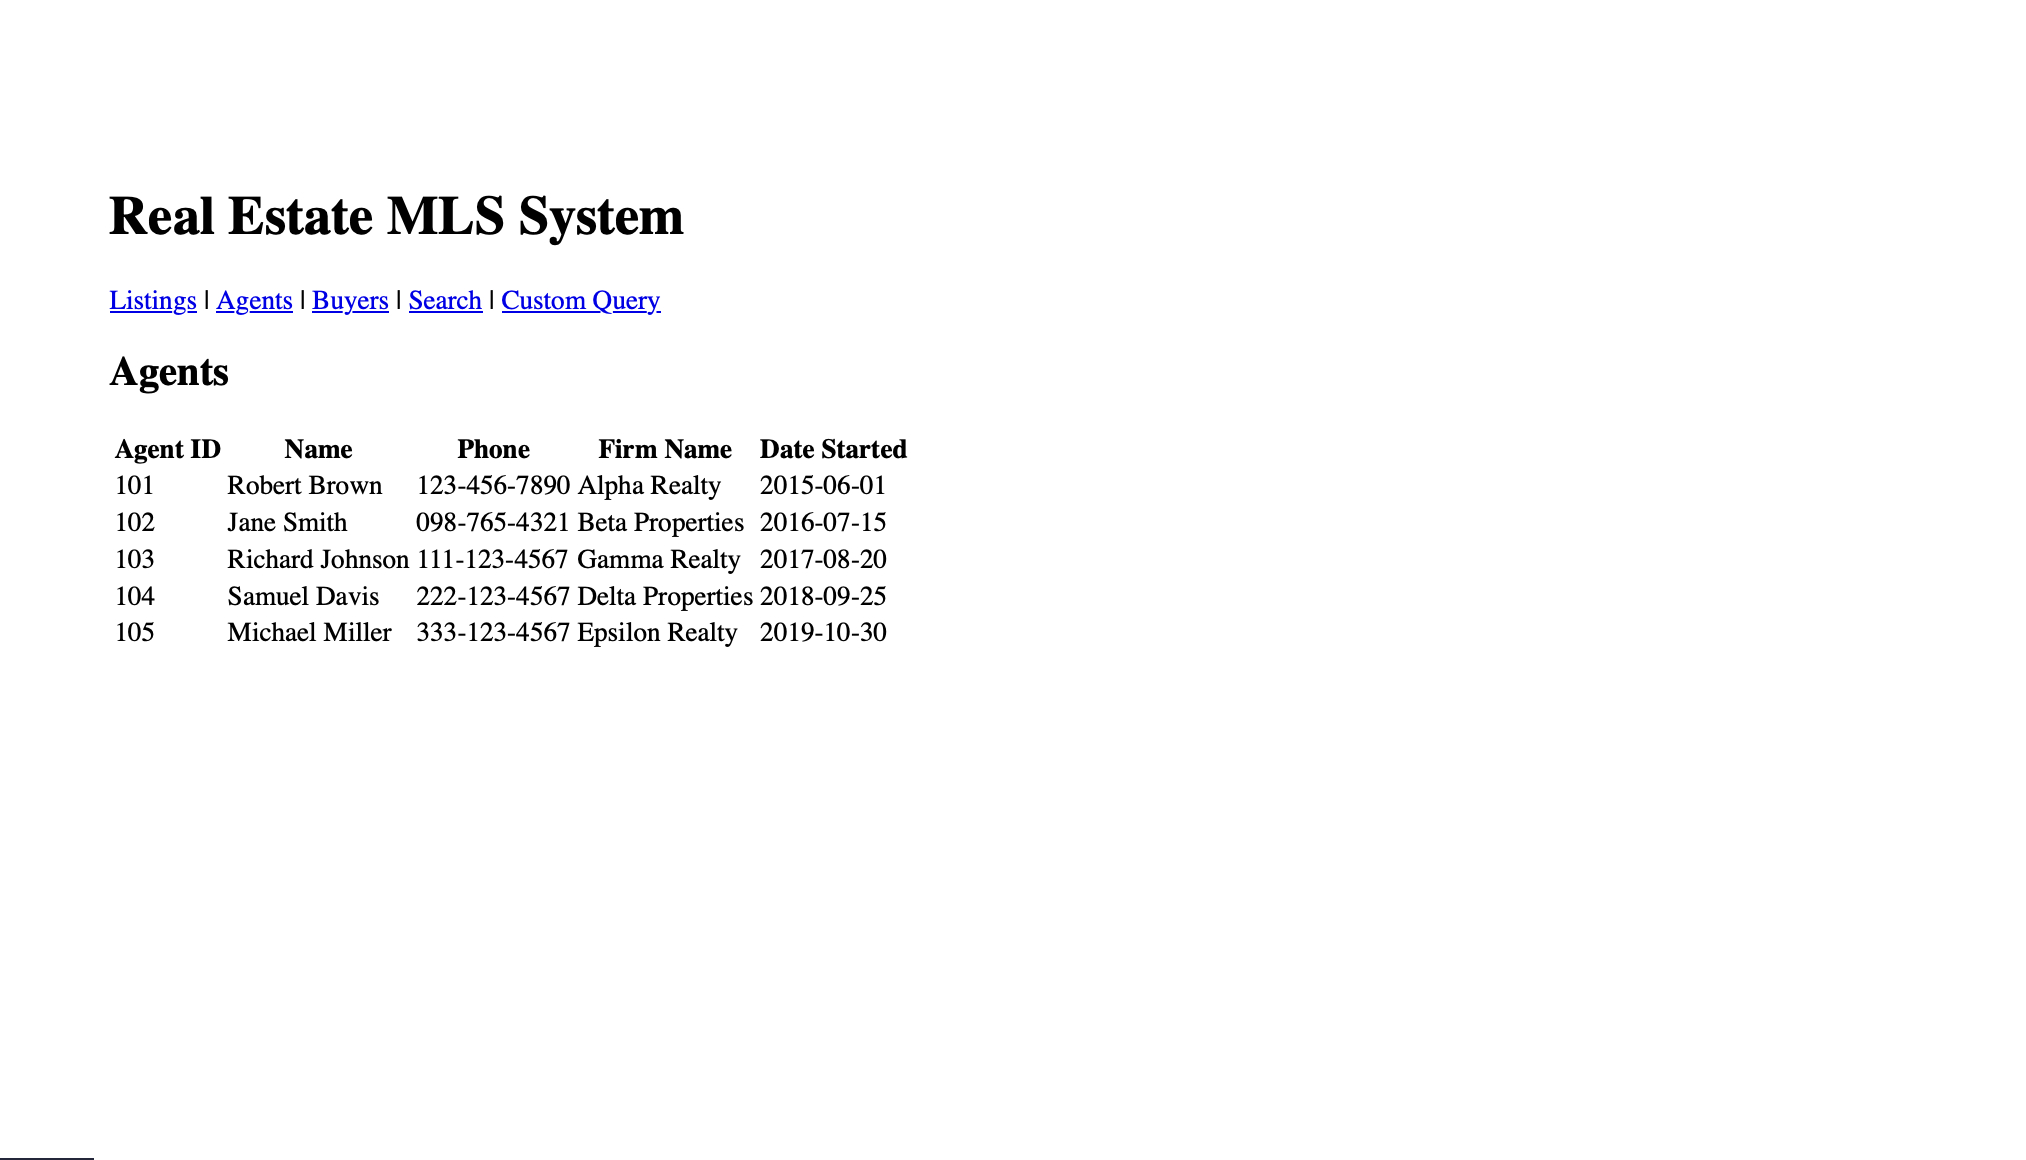 Real Estate MLS System
Listings | Agents | Buyers | Search | Custom Query
Agents
Agent ID Name Phone Firm Name Date Started
101 Robert Brown 123-456-7890 Alpha Realty 2015-06-01
102 Jane Smith 098-765-4321 Beta Properties 2016-07-15
103 Richard Johnson 111-123-4567 Gamma Realty 2017-08-20
104 Samuel Davis 222-123-4567 Delta Properties 2018-09-25
105 Michael Miller 333-123-4567 Epsilon Realty 2019-10-30